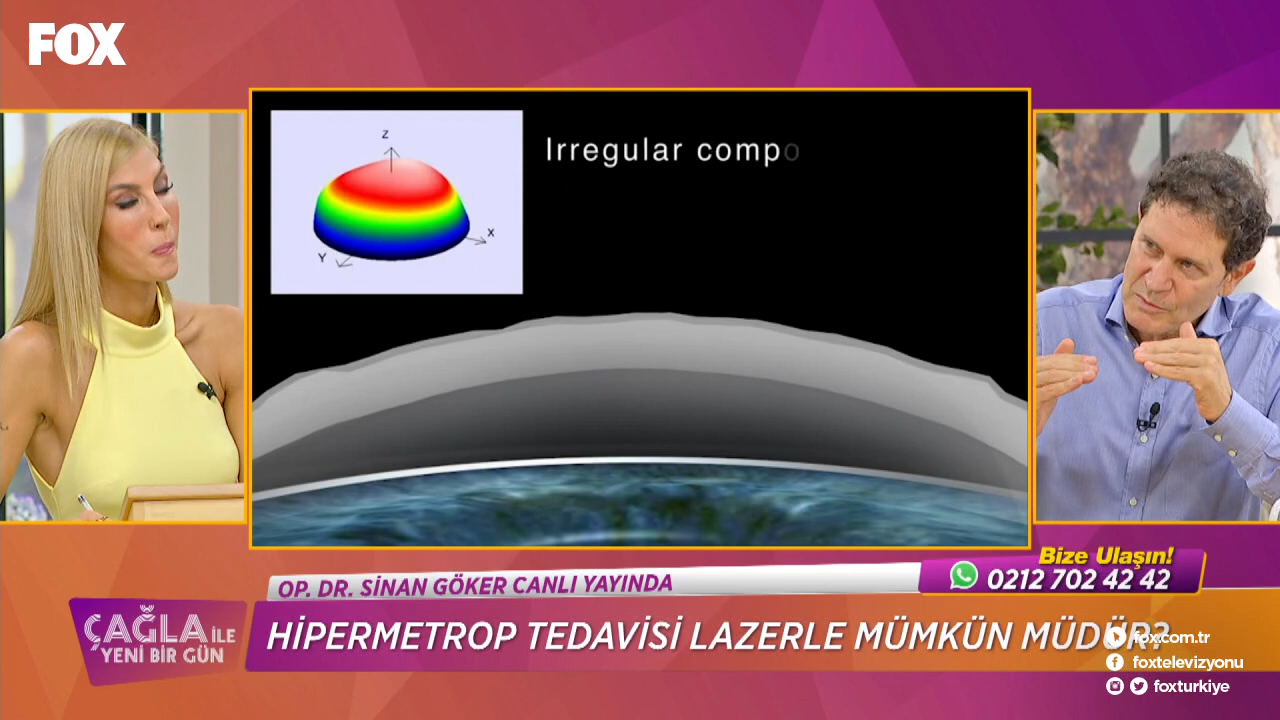 FOX
Z
X
Y
Irregular compo
Bize Ulaşın!
0212 702 42 42
OP. DR. SİNAN GÖKER CANLI YAYINDA
ÇAĞLA İLE
YENİ BİR GÜN
HİPERMETROP TEDAVİSİ LAZERLE MÜMKÜN MÜDÜR?
fox.com.tr
foxtelevizyonu
foxturkiye